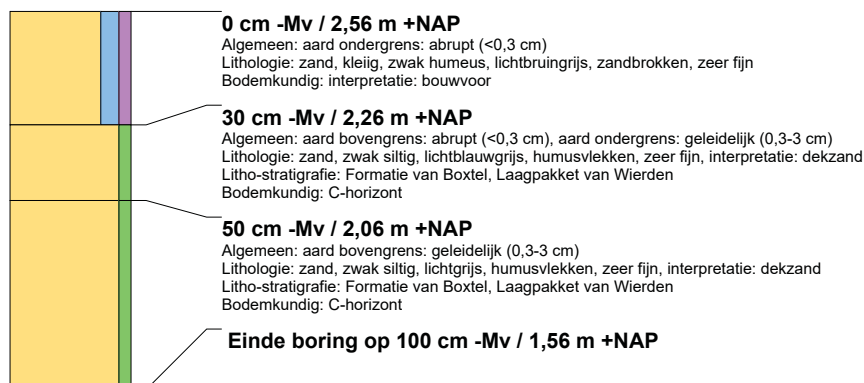 0 cm -Mv / 2,56 m +NAP
Algemeen: aard ondergrens: abrupt (<0,3 cm)
Lithologie: zand, kleiig, zwak humeus, lichtbruingrijs, zandbrokken, zeer fijn
Bodemkundig: interpretatie: bouwvoor
30 cm -Mv / 2,26 m +NAP
Algemeen: aard bovengrens: abrupt (<0,3 cm), aard ondergrens: geleidelijk (0,3-3 cm)
Lithologie: zand, zwak siltig, lichtblauwgrijs, humusvlekken, zeer fijn, interpretatie: dekzand
Litho-stratigrafie: Formatie van Boxtel, Laagpakket van Wierden
Bodemkundig: C-horizont
50 cm -Mv / 2,06 m +NAP
Algemeen: aard bovengrens: geleidelijk (0,3-3 cm)
Lithologie: zand, zwak siltig, lichtgrijs, humusvlekken, zeer fijn, interpretatie: dekzand
Litho-stratigrafie: Formatie van Boxtel, Laagpakket van Wierden
Bodemkundig: C-horizont
Einde boring op 100 cm -Mv / 1,56 m +NAP